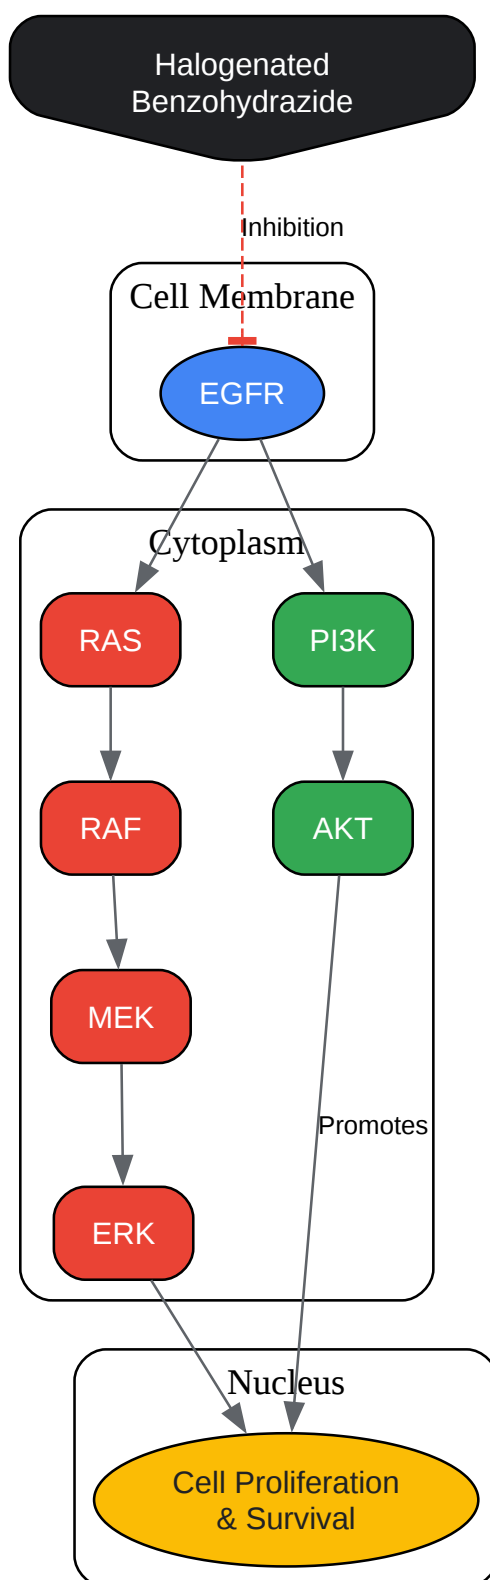 Halogenated
Benzohydrazide
Inhibition
Cell Membrane
EGFR
Cytoplasm
RAS
PI3K
RAF
AKT
MEK
Promotes
ERK
Nucleus
Cell Proliferation
& Survival